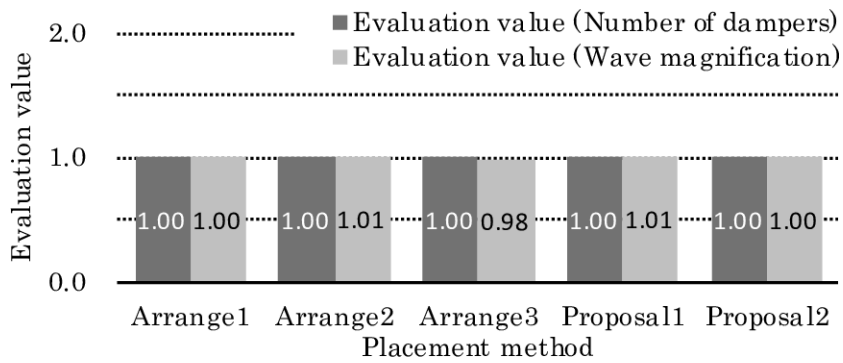 Evaluation value (Number of dampers)
Evaluation value (Wave magnification)
Evaluation value
2.0
1.0
0.0
1.00 1.00 1.00 1.01 1.00 0.98 1.00 1.01 1.00 1.00
Arrange1 Arrange2 Arrange3 Proposal1 Proposal2
Placement method